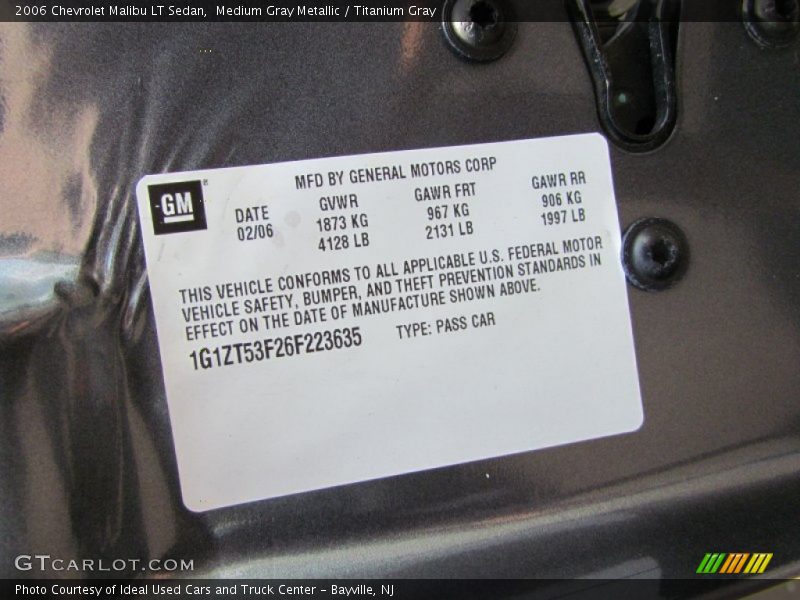 2006 Chevrolet Malibu LT Sedan, Medium Gray Metallic / Titanium Gray
MFD BY GENERAL MOTORS CORP
GM
DATE GVWR GAWR FRT GAWR RR
02/06 1873 KG 967 KG 906 KG
4128 LB 2131 LB 1997 LB
THIS VEHICLE CONFORMS TO ALL APPLICABLE U.S. FEDERAL MOTOR
VEHICLE SAFETY, BUMPER, AND THEFT PREVENTION STANDARDS IN
EFFECT ON THE DATE OF MANUFACTURE SHOWN ABOVE.
1G1ZT53F26F223635 TYPE: PASS CAR
GTCARLOT.COM
Photo Courtesy of Ideal Used Cars and Truck Center - Bayville, NJ